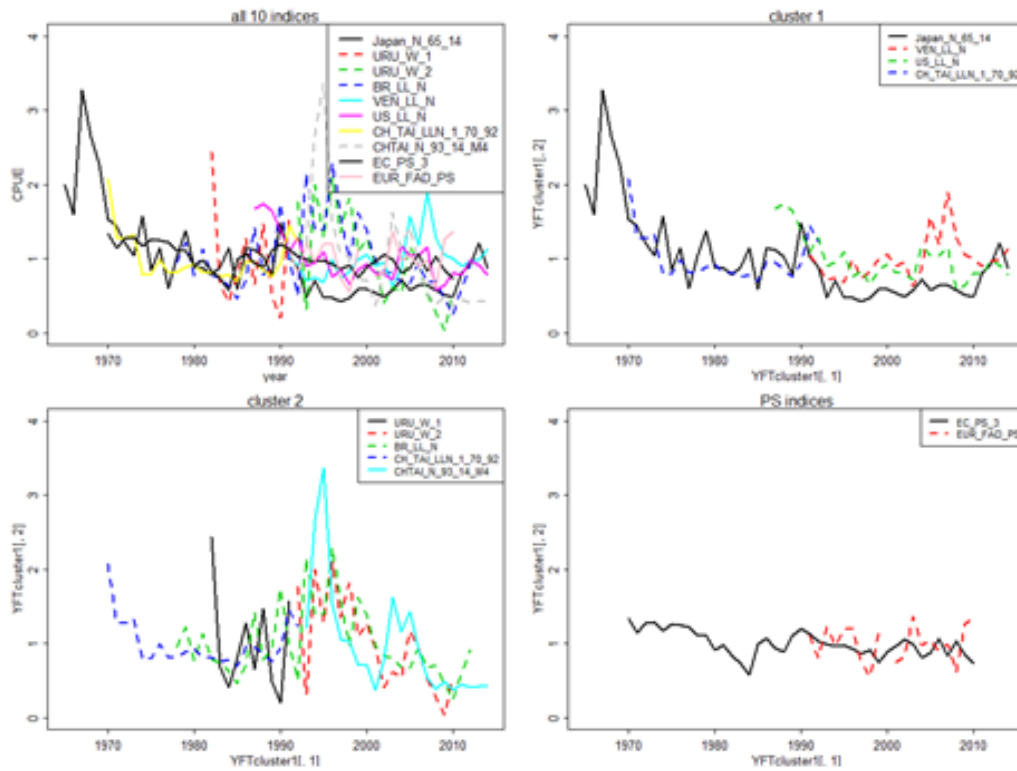 all 10 indices
CPUE
4
3
2
1
0
Japan_N_65_14
URU_W_1
URU_W_2
BR_LL_N
VEN_LL_N
US_LL_N
CH_TAI_LLN_1_70_92
CHTAI_N_93_14_M4
EC_PS_3
EUR_FAD_PS
1970 1980 1990 2000 2010
year
cluster 1
YFTcluster1[, 2]
4
3
2
1
0
Japan_N_65_14
VEN_LL_N
US_LL_N
CH_TAI_LLN_1_70_92
1970 1980 1990 2000 2010
YFTcluster1[, 1]
cluster 2
YFTcluster1[, 2]
4
3
2
1
0
URU_W_1
URU_W_2
BR_LL_N
CH_TAI_LLN_1_70_92
CHTAI_N_93_14_M4
1970 1980 1990 2000 2010
YFTcluster1[, 1]
PS indices
YFTcluster1[, 2]
4
3
2
1
0
EC_PS_3
EUR_FAD_PS
1970 1980 1990 2000 2010
YFTcluster1[, 1]